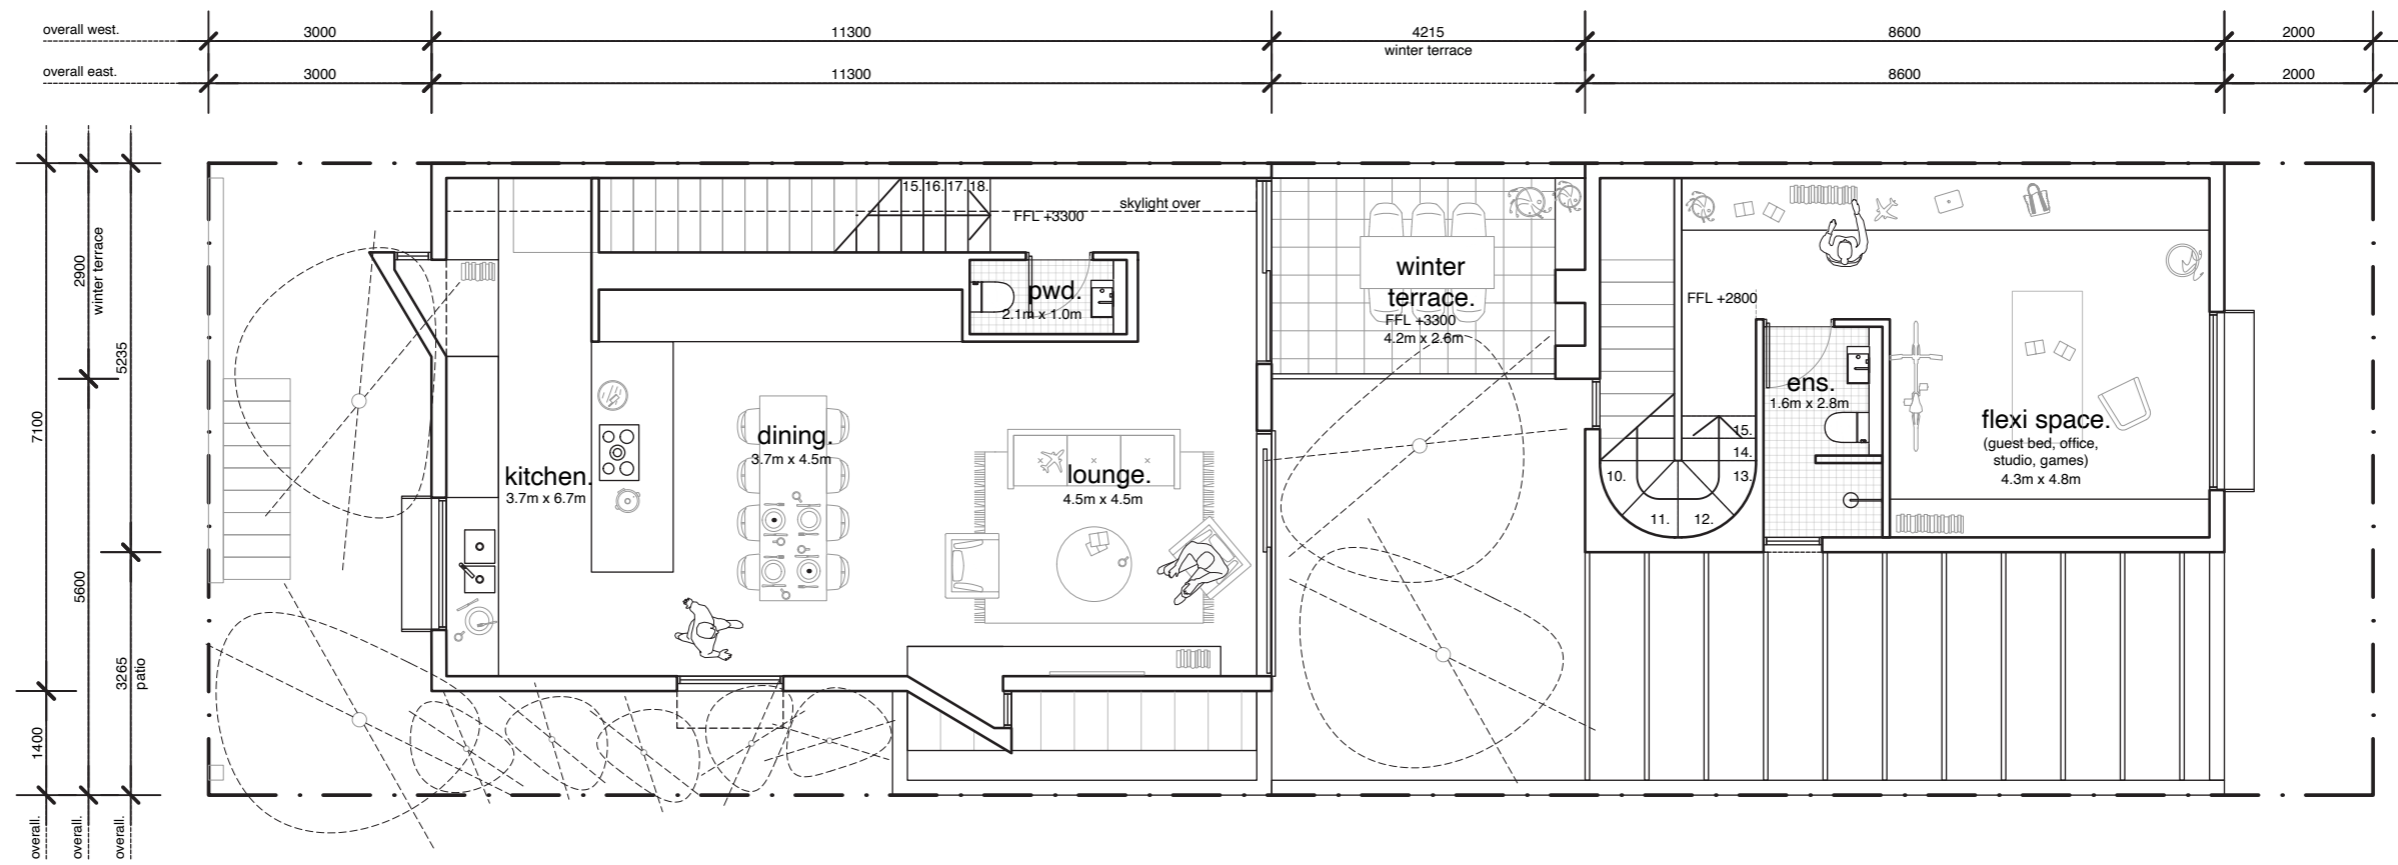 overall west.
3000
11300
4215
8600
2000
winter terrace
overall east.
3000
11300
8600
2000
7100
1400
overall.
2900
winter terrace
5600
overall.
5235
3265
patio
overall.
15. 16. 17. 18.
FFL +3300
skylight over
pwd.
2.1m x 1.0m
kitchen.
3.7m x 6.7m
dining.
3.7m x 4.5m
lounge.
4.5m x 4.5m
winter
terrace.
FFL +3300
4.2m x 2.6m
FFL +2800
15.
14.
13.
12.
11.
10.
ens.
1.6m x 2.8m
flexi space.
(guest bed, office,
studio, games)
4.3m x 4.8m